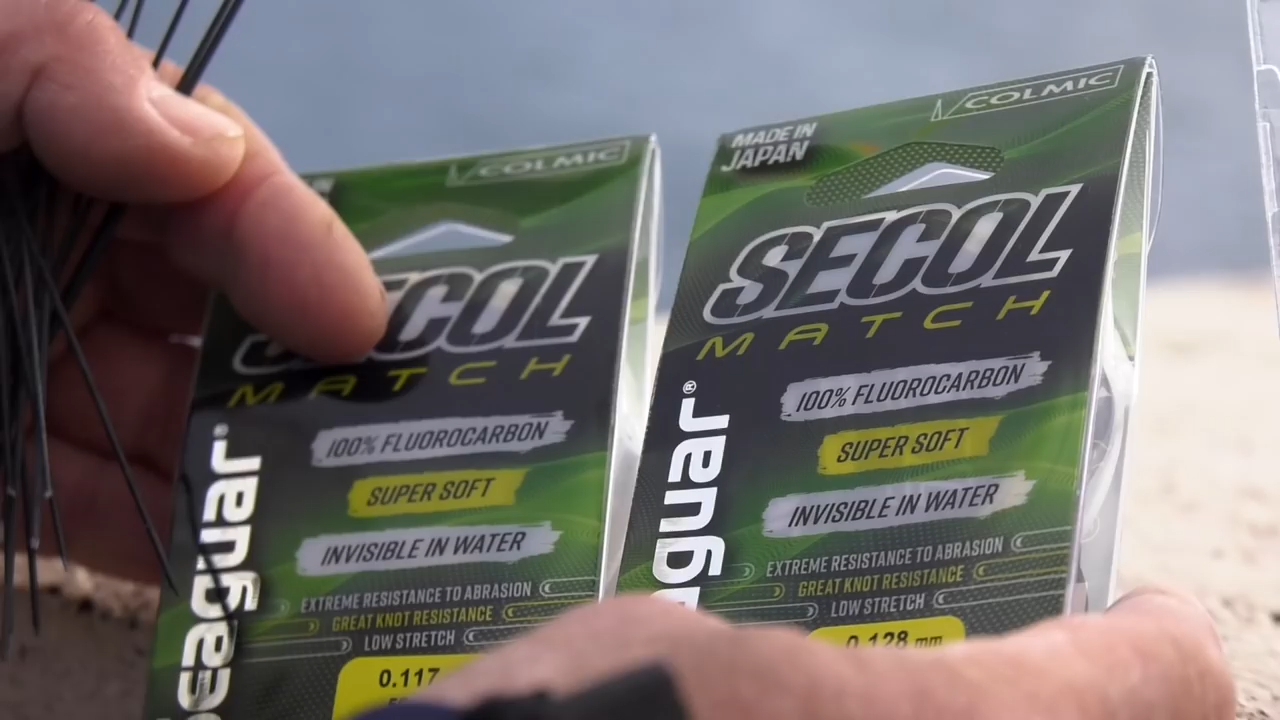 COLMIC
SECOL
MATCH
100% FLUOROCARBON
SUPER SOFT
INVISIBLE IN WATER
EXTREME RESISTANCE TO ABRASION
GREAT KNOT RESISTANCE
LOW STRETCH
eaguar®
0.117
COLMIC
MADE IN
JAPAN
SECOL
MATCH
100% FLUOROCARBON
SUPER SOFT
INVISIBLE IN WATER
EXTREME RESISTANCE TO ABRASION
GREAT KNOT RESISTANCE
LOW STRETCH
aguar®
0.128 mm